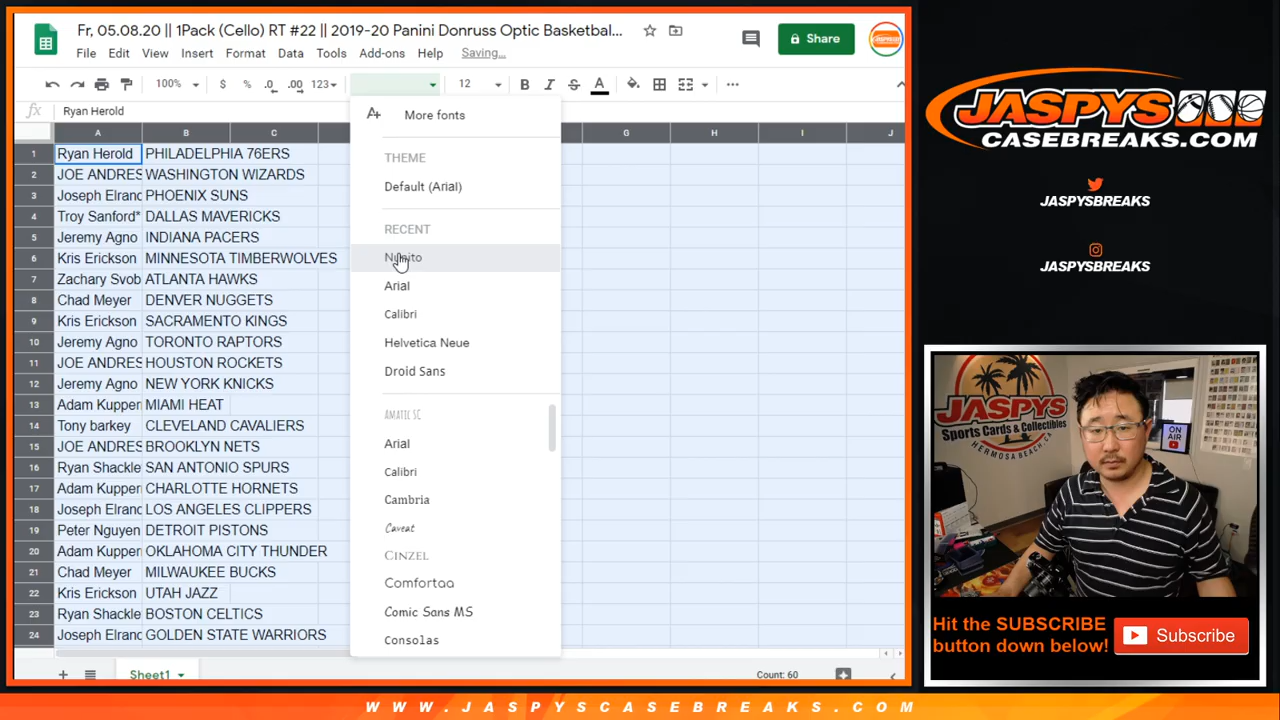 Fr, 05.08.20 || 1Pack (Cello) RT #22 || 2019-20 Panini Donruss Optic Basketbal...
File Edit View Insert Format Data Tools Add-ons Help Saving...
Share
100% $ % .0 .00 123 12 B I S A
fx Ryan Herold
A B C G H I J
1 Ryan Herold PHILADELPHIA 76ERS
2 JOE ANDRES WASHINGTON WIZARDS
3 Joseph Elranc PHOENIX SUNS
4 Troy Sanford* DALLAS MAVERICKS
5 Jeremy Agno INDIANA PACERS
6 Kris Erickson MINNESOTA TIMBERWOLVES
7 Zachary Svob ATLANTA HAWKS
8 Chad Meyer DENVER NUGGETS
9 Kris Erickson SACRAMENTO KINGS
10 Jeremy Agno TORONTO RAPTORS
11 JOE ANDRES HOUSTON ROCKETS
12 Jeremy Agno NEW YORK KNICKS
13 Adam Kupper MIAMI HEAT
14 Tony barkey CLEVELAND CAVALIERS
15 JOE ANDRES BROOKLYN NETS
16 Ryan Shackle SAN ANTONIO SPURS
17 Adam Kupper CHARLOTTE HORNETS
18 Joseph Elranc LOS ANGELES CLIPPERS
19 Peter Nguyen DETROIT PISTONS
20 Adam Kupper OKLAHOMA CITY THUNDER
21 Chad Meyer MILWAUKEE BUCKS
22 Kris Erickson UTAH JAZZ
23 Ryan Shackle BOSTON CELTICS
24 Joseph Elranc GOLDEN STATE WARRIORS
More fonts
THEME
Default (Arial)
RECENT
Nunito
Arial
Calibri
Helvetica Neue
Droid Sans
AMATIC SC
Arial
Calibri
Cambria
Caveat
CINZEL
Comfortaa
Comic Sans MS
Consolas
Sheet1
Count: 60
JASPYS
CASEBREAKS.COM
JASPYSCASEBREAKS
JASPYSCASEBREAKS
JASPYS
Sports Cards & Collectibles
HERMOSA BEACH, CA
ON AIR
Hit the SUBSCRIBE
button down below!
Subscribe
WWW.JASPYSCASEBREAKS.COM